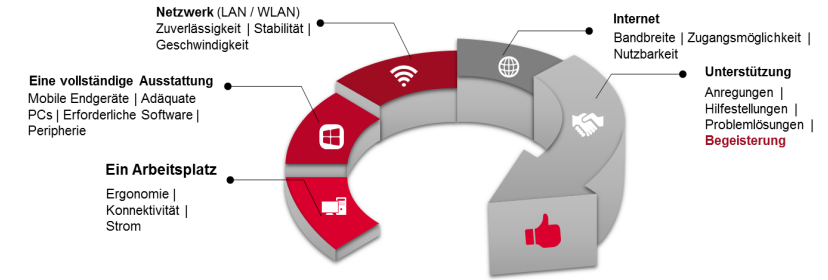 Netzwerk (LAN / WLAN)
Zuverlässigkeit | Stabilität |
Geschwindigkeit
Internet
Bandbreite | Zugangsmöglichkeit |
Nutzbarkeit
Eine vollständige Ausstattung
Mobile Endgeräte | Adäquate
PCs | Erforderliche Software |
Peripherie
Unterstützung
Anregungen |
Hilfestellungen |
Problemlösungen |
Begeisterung
Ein Arbeitsplatz
Ergonomie |
Konnektivität |
Strom